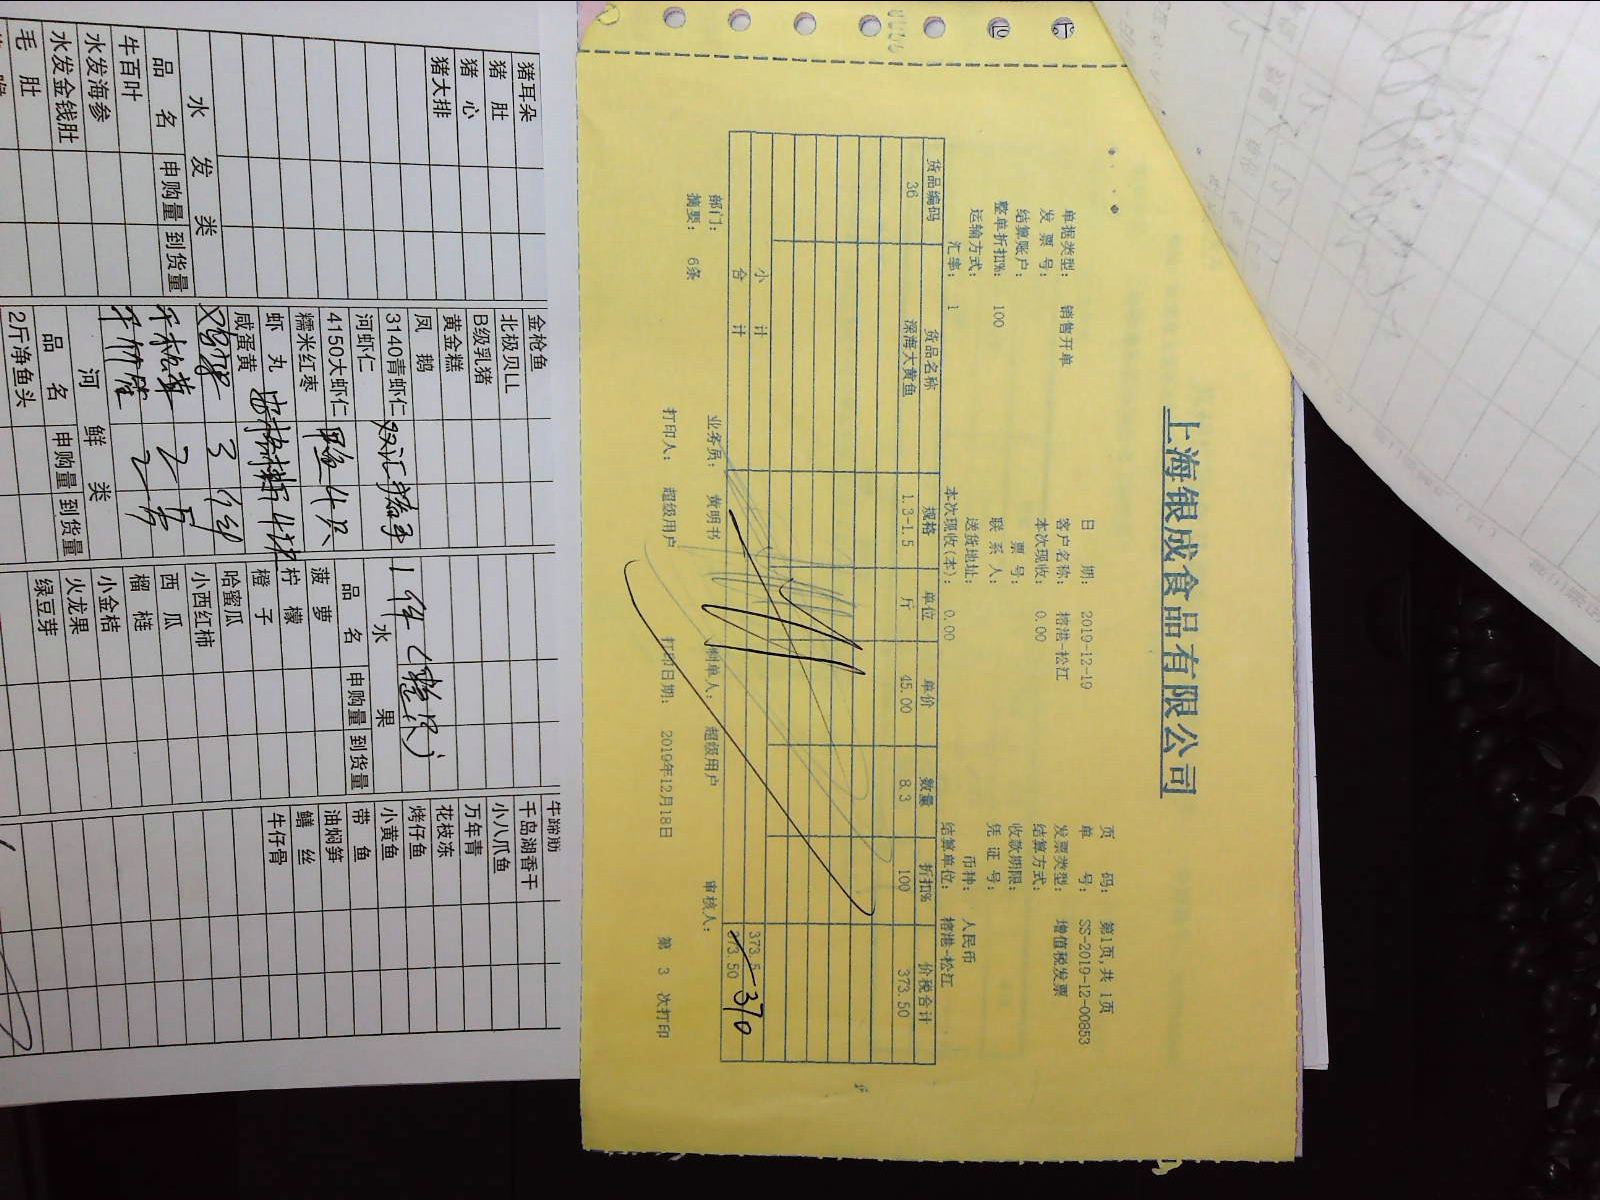 上海银成食品有限公司
页 码: 第1页,共 1页
日 期: 2019-12-19 单 号: SS-2019-12-00853
单据类型: 销售开单 客户名称: 榕港-松江 发票类型: 增值税发票
发 票 号: 本次现收: 0.00 结算方式:
结算账户: 票 号: 收款期限:
整单折扣%: 100 联 系 人: 凭 证 号:
运输方式: 送货地址: 币种: 人民币
汇率: 1 本次现收(本): 0.00 结算单位: 榕港-松江
货品编码 货品名称 规格 单位 单价 数量 折扣% 价税合计
36 深海大黄鱼 1.3-1.5 斤 45.00 8.3 100 373.50
小 计 373.5
合 计 373.50
370
部门: 业务员: 黄明书 制单人: 超级用户 审核人:
摘要: 6条 打印人: 超级用户 打印日期: 2019年12月18日 第 3 次打印
猪耳朵
猪 肚
猪 心
猪大排
水 发 类
品 名 申购量 到货量
牛百叶
水发海参
水发金钱肚
毛 肚
金枪鱼
北极贝LL
B级乳猪
黄金糕
凤 鹅
3140青虾仁
河虾仁
4150大虾仁
糯米红枣 4只
虾 丸
咸蛋黄
3
2
2
河 鲜 类
品 名 申购量 到货量
2斤净鱼头
1件
水 果
品 名 申购量 到货量
菠 萝
柠 檬
橙 子
哈蜜瓜
小西红柿
西 瓜
榴 梿
小金桔
火龙果
绿豆芽
牛蹄筋
千岛湖香干
小八爪鱼
万年青
花枝冻
烤仔鱼
小黄鱼
带 鱼
油焖笋
鳝 丝
牛仔骨